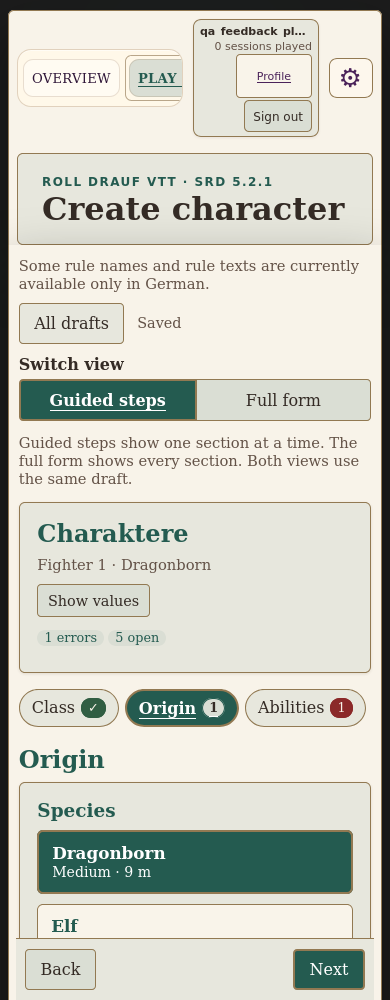 OVERVIEW
PLAY
qa_feedback_pl…
0 sessions played
Profile
Sign out
ROLL DRAUF VTT · SRD 5.2.1
Create character
Some rule names and rule texts are currently
available only in German.
All drafts
Saved
Switch view
Guided steps
Full form
Guided steps show one section at a time. The
full form shows every section. Both views use
the same draft.
Charaktere
Fighter 1 · Dragonborn
Show values
1 errors
5 open
Class ✓
Origin 1
Abilities 1
Origin
Species
Dragonborn
Medium · 9 m
Elf
Back
Next